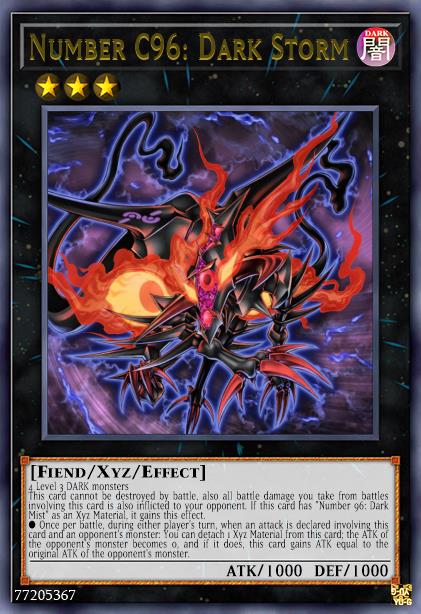 Number C96: Dark Storm
DARK
闇
[Fiend/Xyz/Effect]
4 Level 3 DARK monsters
This card cannot be destroyed by battle, also all battle damage you take from battles
involving this card is also inflicted to your opponent. If this card has "Number 96: Dark
Mist" as an Xyz Material, it gains this effect.
● Once per battle, during either player's turn, when an attack is declared involving this
card and an opponent's monster: You can detach 1 Xyz Material from this card; the ATK of
the opponent's monster becomes 0, and if it does, this card gains ATK equal to the
original ATK of the opponent's monster.
ATK/1000 DEF/1000
77205367